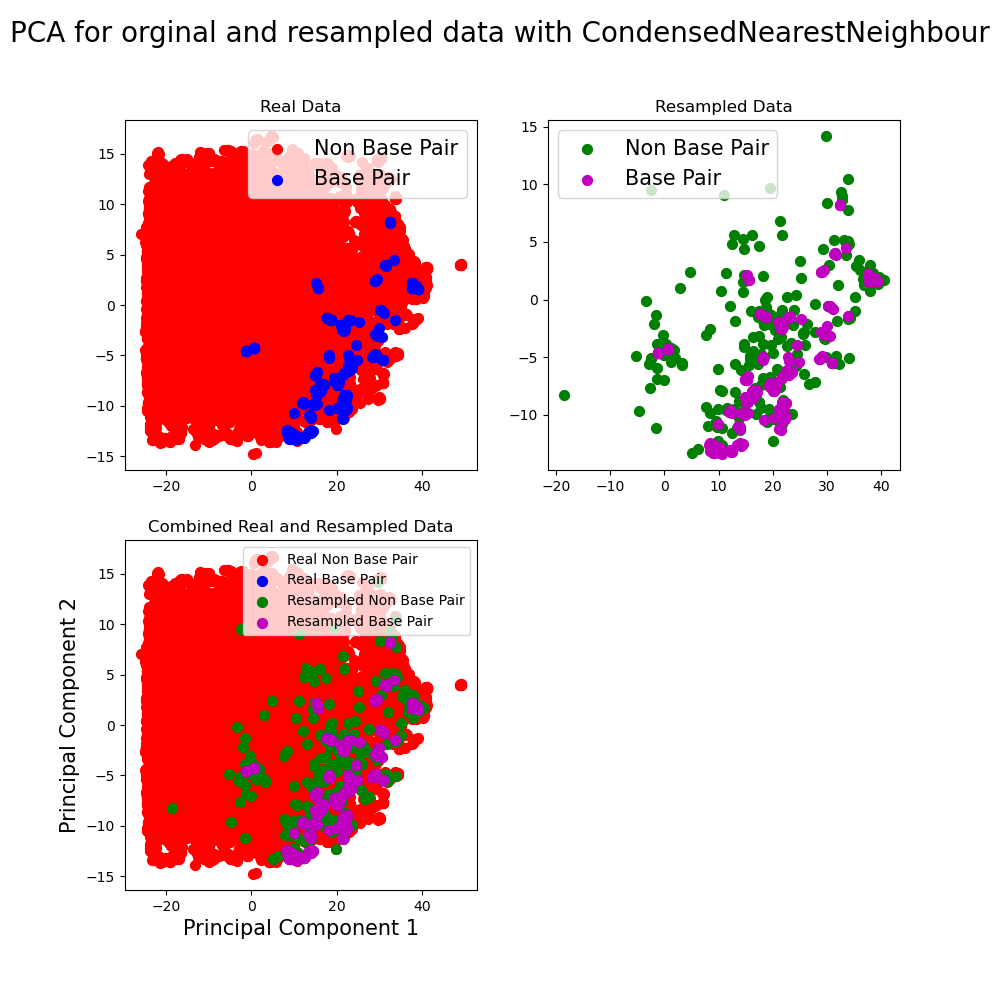 PCA for orginal and resampled data with CondensedNearestNeighbour
Real Data
Non Base Pair
Base Pair
15
10
5
0
−5
−10
−15
−20
0
20
40
Resampled Data
Non Base Pair
Base Pair
15
10
5
0
−5
−10
−20
−10
0
10
20
30
40
Combined Real and Resampled Data
Real Non Base Pair
Real Base Pair
Resampled Non Base Pair
Resampled Base Pair
Principal Component 2
15
10
5
0
−5
−10
−15
−20
0
20
40
Principal Component 1